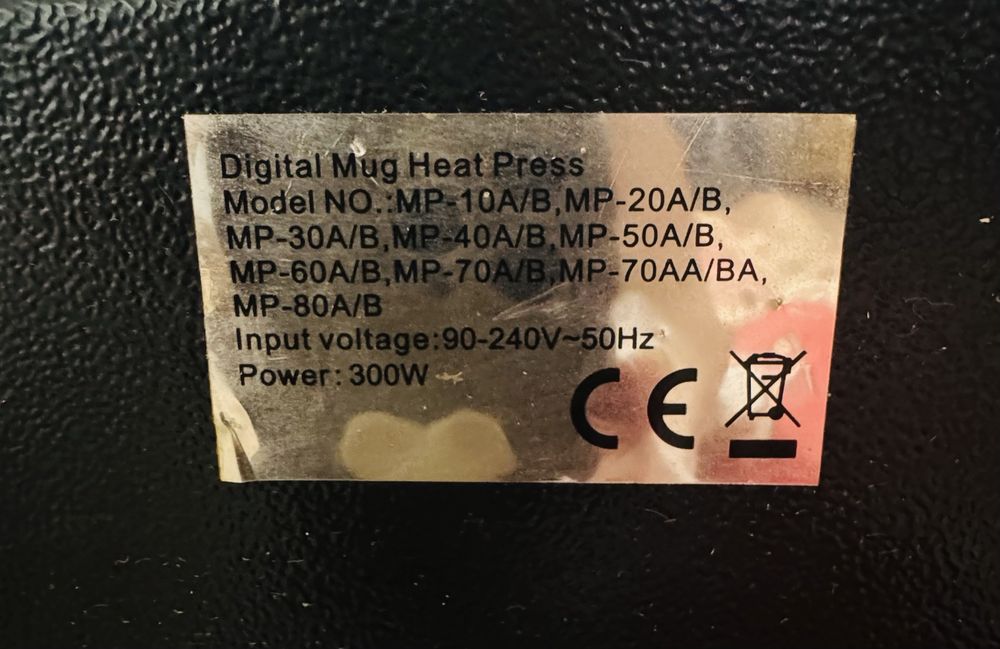 Digital Mug Heat Press
Model NO.:MP-10A/B,MP-20A/B,
MP-30A/B,MP-40A/B,MP-50A/B,
MP-60A/B,MP-70A/B,MP-70AA/BA,
MP-80A/B
Input voltage:90-240V~50Hz
Power: 300W
CE